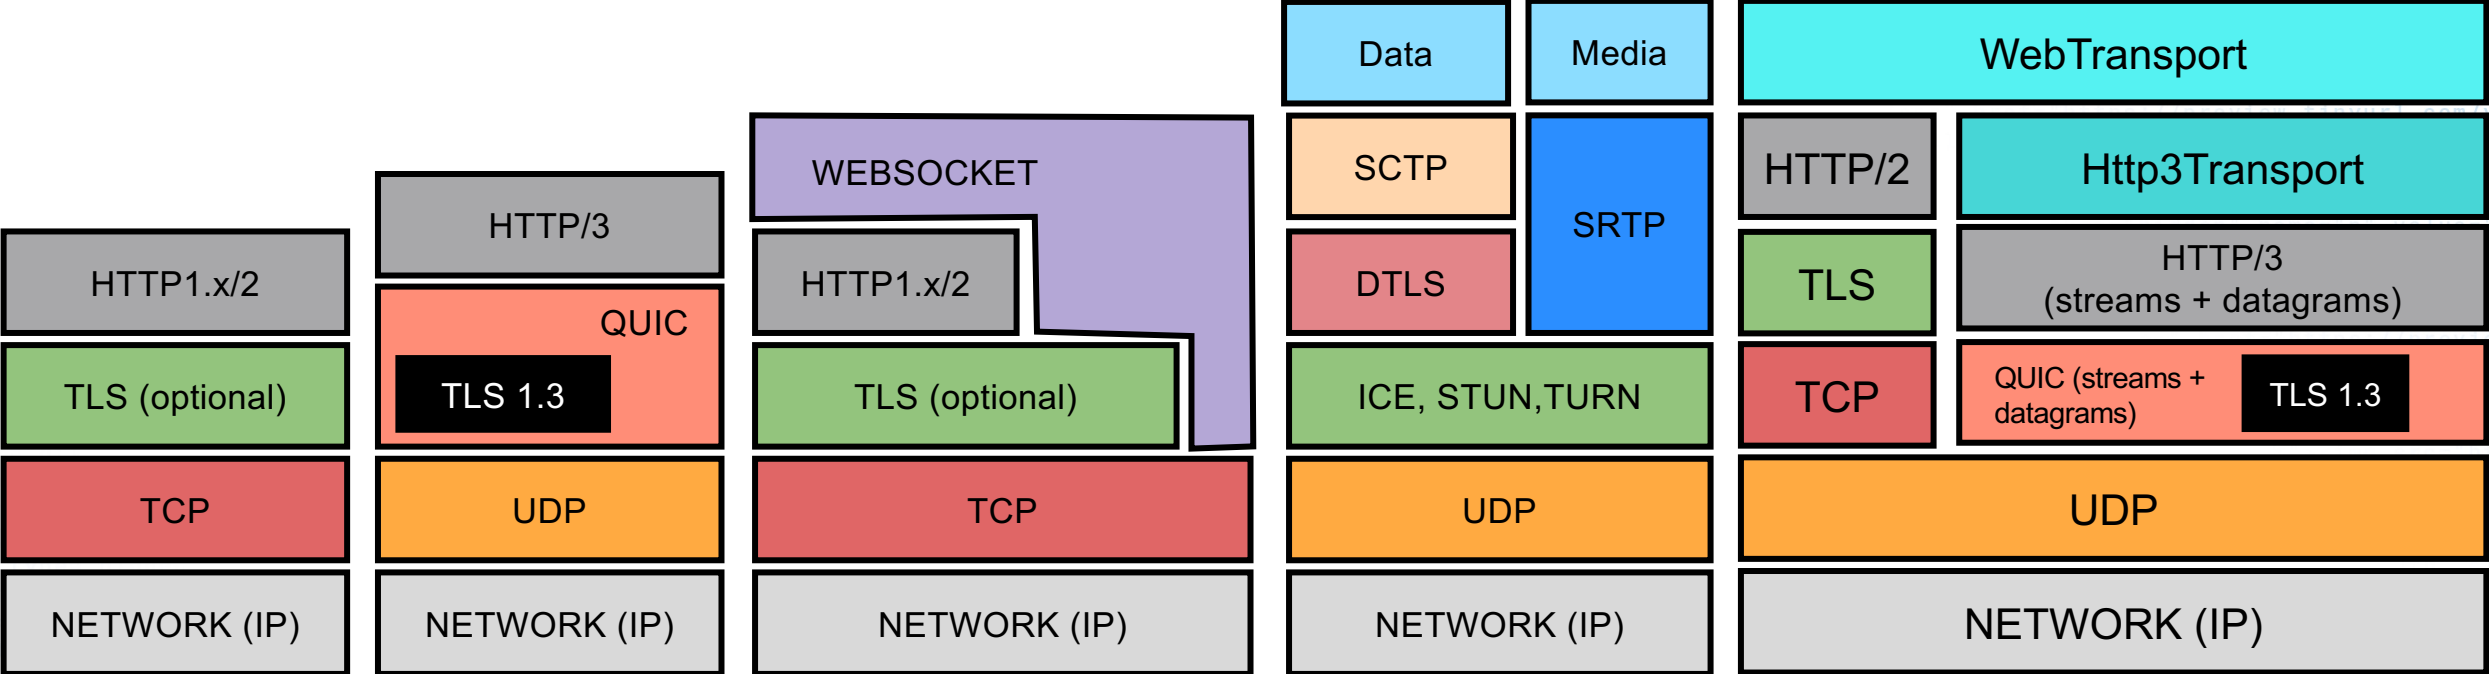 Data
Media
WebTransport
WEBSOCKET
SCTP
HTTP/2
Http3Transport
HTTP/3
SRTP
HTTP1.x/2
HTTP1.x/2
DTLS
TLS
HTTP/3
(streams + datagrams)
QUIC
TLS 1.3
TLS (optional)
TLS (optional)
ICE, STUN,TURN
TCP
QUIC (streams +
datagrams)
TLS 1.3
TCP
UDP
TCP
UDP
UDP
NETWORK (IP)
NETWORK (IP)
NETWORK (IP)
NETWORK (IP)
NETWORK (IP)